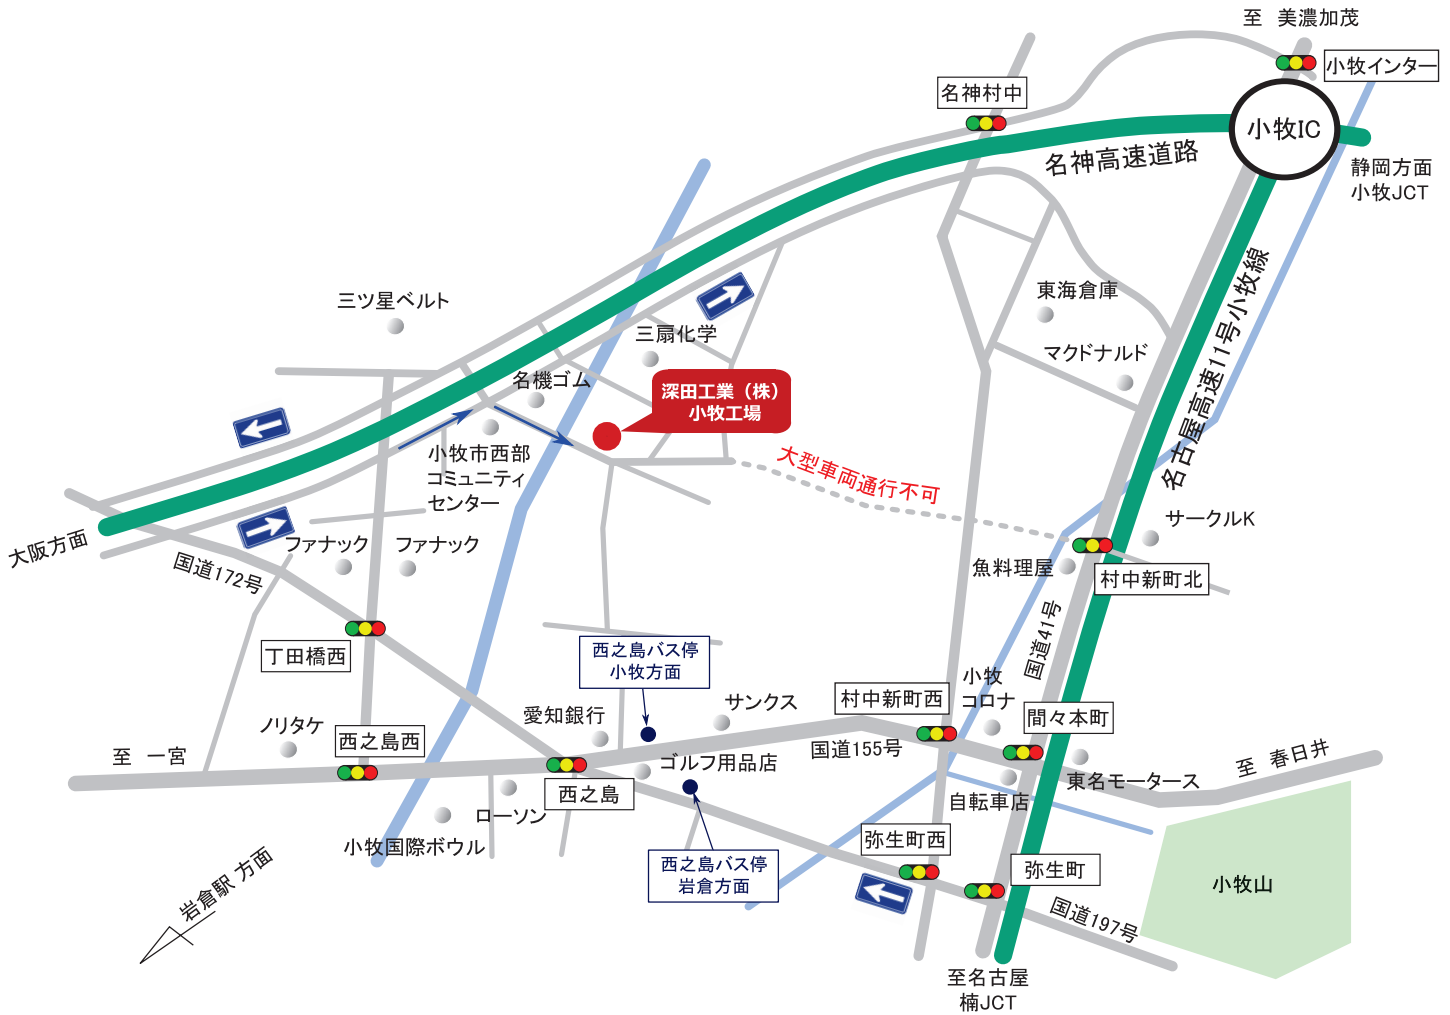 至 美濃加茂
小牧インター
名神村中
小牧IC
名神高速道路
静岡方面
小牧JCT
三ツ星ベルト
東海倉庫
三扇化学
マクドナルド
名古屋高速11号小牧線
名機ゴム
深田工業（株）
小牧工場
小牧市西部
コミュニティ
センター
大型車両通行不可
サークルK
大阪方面
国道172号
ファナック
ファナック
魚料理屋
村中新町北
国道41号
丁田橋西
西之島バス停
小牧方面
小牧
コロナ
村中新町西
サンクス
愛知銀行
ノリタケ
西之島西
間々本町
至 一宮
国道155号
至 春日井
ゴルフ用品店
東名モータース
西之島
自転車店
ローソン
小牧国際ボウル
弥生町西
西之島バス停
岩倉方面
弥生町
小牧山
岩倉駅 方面
国道197号
至名古屋
楠JCT